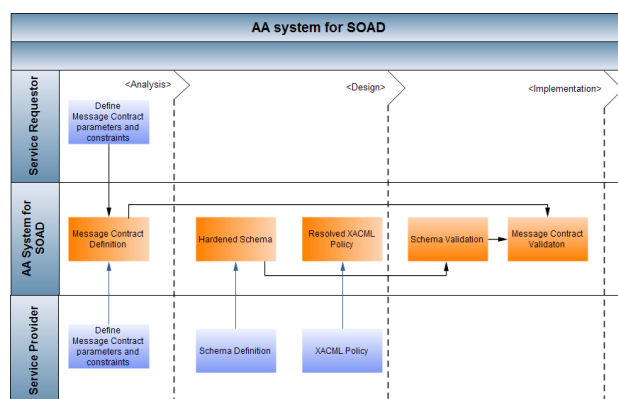 AA system for SOAD
<Analysis>
<Design>
<Implementation>
Service Requestor
Define
Message Contract
parameters and
constraints
AA System for
SOAD
Message Contract
Definition
Hardened Schema
Resolved XACML
Policy
Schema Validation
Message Contract
Validaton
Service Provider
Define
Message Contract
parameters and
constraints
Schema Definition
XACML Policy